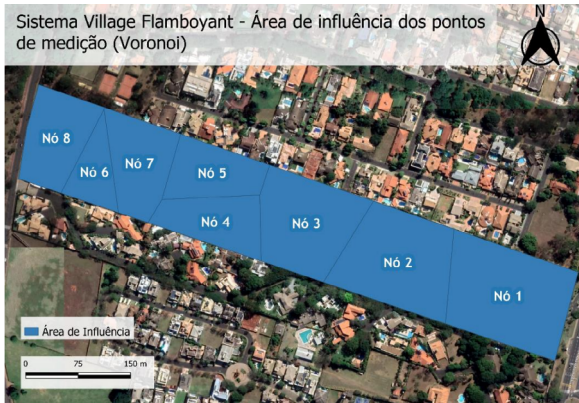 Sistema Village Flamboyant - Área de influência dos pontos
de medição (Voronoi)
N
Nó 8
Nó 7
Nó 6
Nó 5
Nó 4
Nó 3
Nó 2
Nó 1
Área de Influência
0 75 150 m